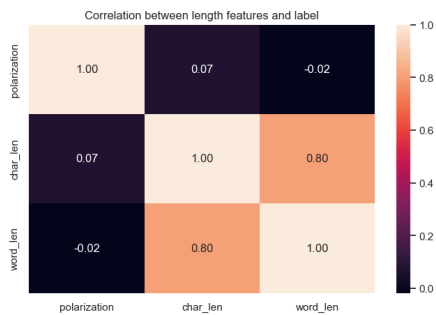 Correlation between length features and label
polarization
1.00
0.07
-0.02
char_len
0.07
1.00
0.80
word_len
-0.02
0.80
1.00
polarization
char_len
word_len
1.0
0.8
0.6
0.4
0.2
0.0